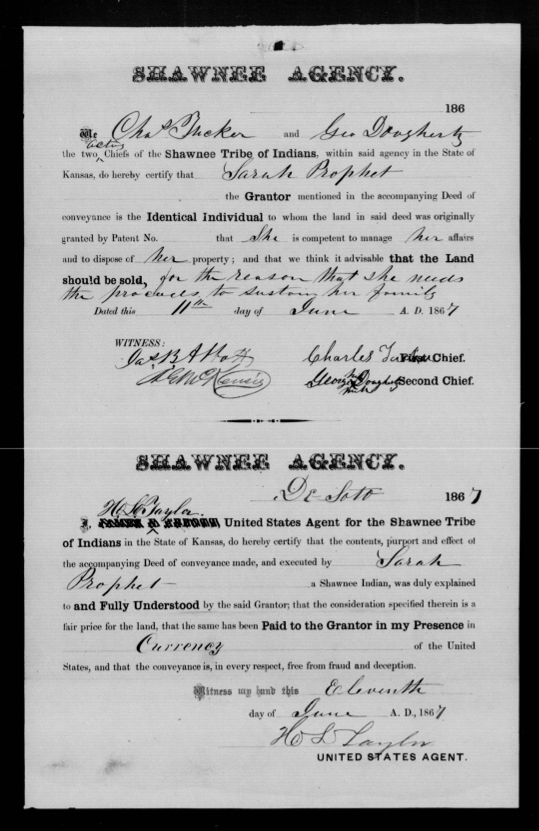 SHAWNEE AGENCY.
186
We Chas Tucker and Geo Dougherty
acting
the two Chiefs of the Shawnee Tribe of Indians, within said agency in the State of
Kansas, do hereby certify that Sarah Prophet
the Grantor mentioned in the accompanying Deed of
conveyance is the Identical Individual to whom the land in said deed was originally
granted by Patent No. that She is competent to manage her affairs
and to dispose of her property; and that we think it advisable that the Land
should be sold, for the reason that she needs
the proceeds to sustain her family
Dated this 11th day of June A. D. 1867
WITNESS:
Jas B Abbott Charles Tucker First Chief.
George Dougherty Second Chief.
SHAWNEE AGENCY.
De Soto 1867
H L Taylor
I, United States Agent for the Shawnee Tribe
of Indians in the State of Kansas, do hereby certify that the contents, purport and effect of
the accompanying Deed of conveyance made, and executed by Sarah
Prophet a Shawnee Indian, was duly explained
to and Fully Understood by the said Grantor; that the consideration specified therein is a
fair price for the land, that the same has been Paid to the Grantor in my Presence in
Currency of the United
States, and that the conveyance is, in every respect, free from fraud and deception.
Witness my hand this Eleventh
day of June A. D., 1867
H L Taylor
UNITED STATES AGENT.